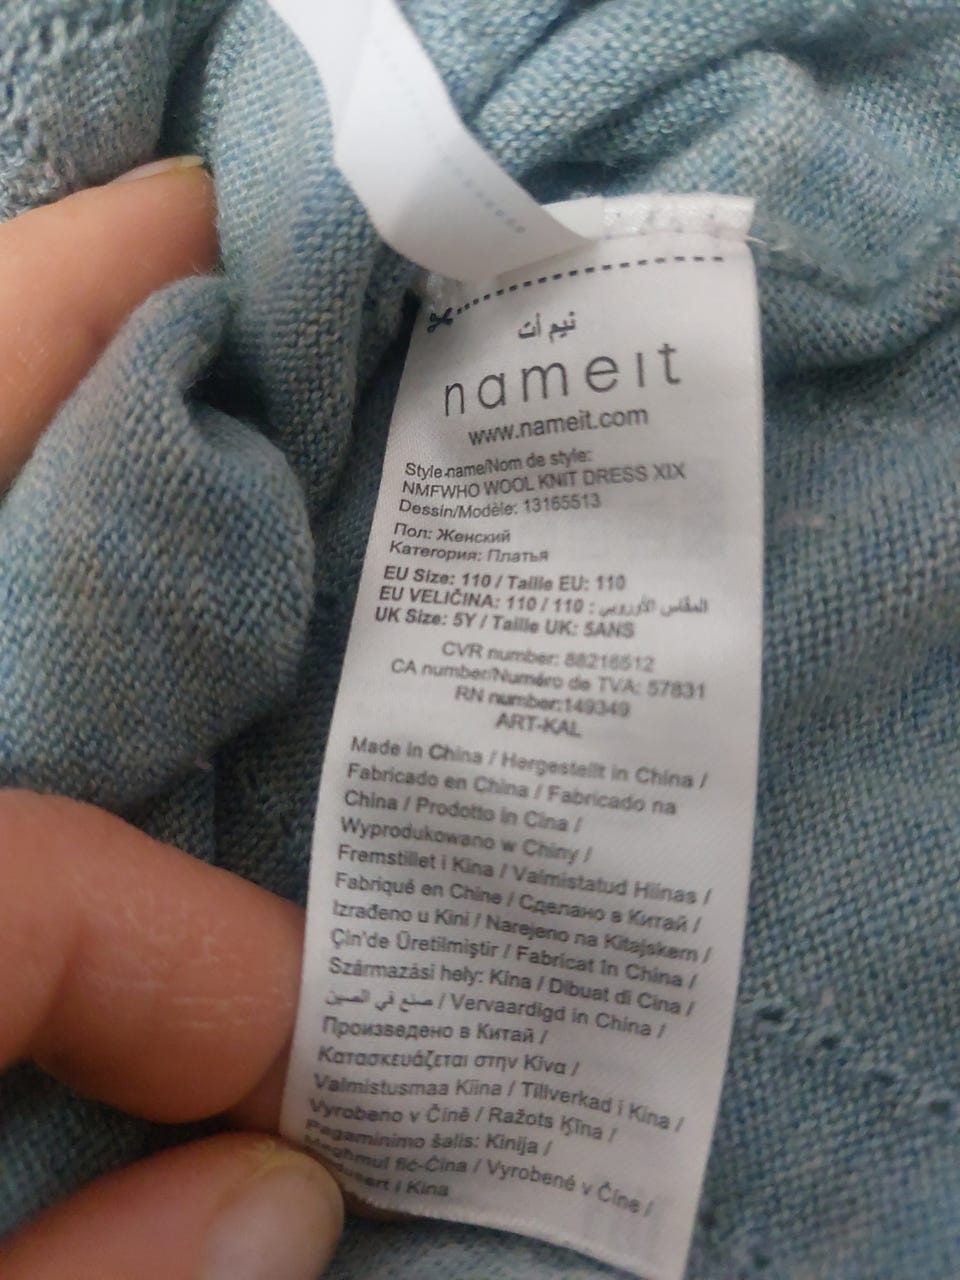 نيم أت
nameıt
www.nameit.com
Style name/Nom de style:
NMFWHO WOOL KNIT DRESS XIX
Dessin/Modèle: 13165513
Пол: Женский
Категория: Платья
EU Size: 110 / Taille EU: 110
EU VELIČINA: 110 / 110 : المقاس الأوروبي
UK Size: 5Y / Taille UK: 5ANS
CVR number: 88216512
CA number/Numéro de TVA: 57831
RN number:149349
ART-KAL
Made in China / Hergestellt in China /
Fabricado en China / Fabricado na
China / Prodotto in Cina /
Wyprodukowano w Chiny /
Fremstillet i Kina / Valmistatud Hiinas /
Fabriqué en Chine / Сделано в Китай /
Izrađeno u Kini / Narejeno na Kitajskem /
Çin'de Üretilmiştir / Fabricat în China /
Származási hely: Kína / Dibuat di Cina /
صنع في الصين / Vervaardigd in China /
Произведено в Китай /
Κατασκευάζεται στην Κίνα /
Valmistusmaa Kiina / Tillverkad i Kina /
Vyrobeno v Číně / Ražots Ķīna /
Pagaminimo šalis: Kinija /
fič-Čina / Vyrobené v Číne /
i Kina